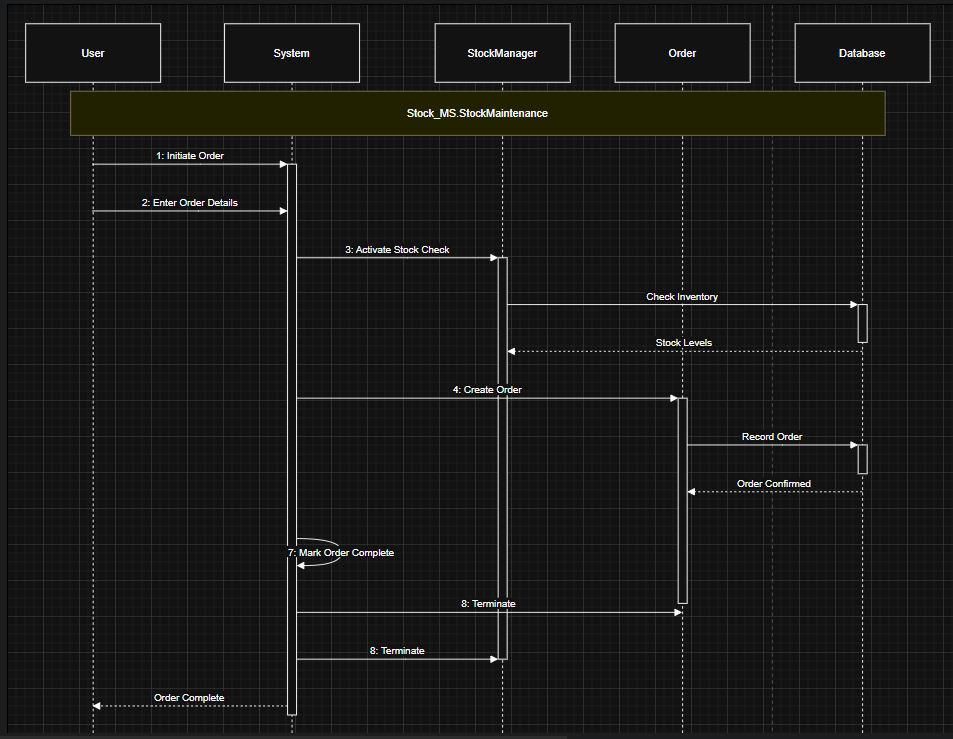 User
System
StockManager
Order
Database
Stock_MS.StockMaintenance
1: Initiate Order
2: Enter Order Details
3: Activate Stock Check
Check Inventory
Stock Levels
4: Create Order
Record Order
Order Confirmed
7: Mark Order Complete
8: Terminate
8: Terminate
Order Complete